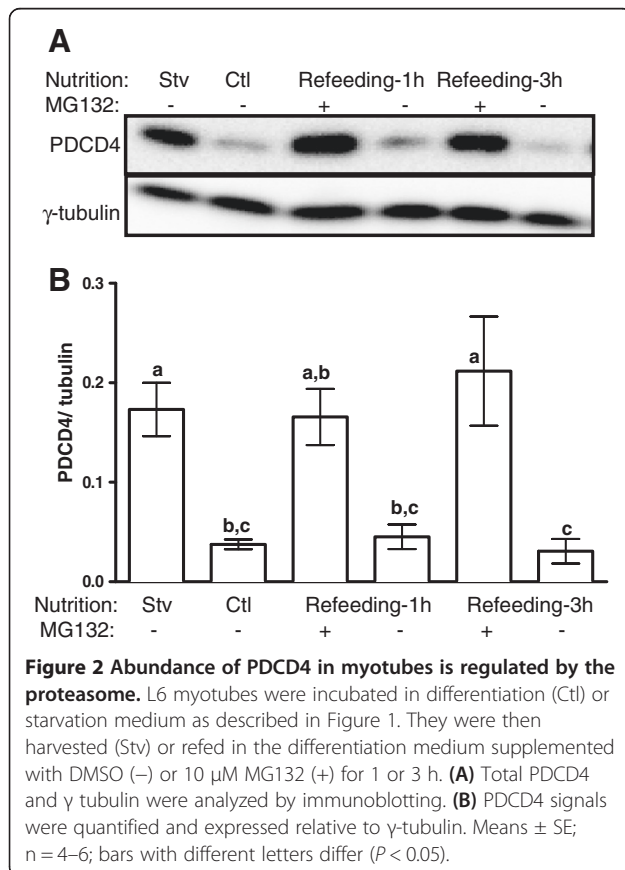 A
Nutrition: Stv Ctl Refeeding-1h Refeeding-3h
MG132: - - + - + -
PDCD4
γ-tubulin
B
PDCD4/ tubulin
0.3
0.2
0.1
0.0
a b,c a,b b,c a c
Nutrition: Stv Ctl Refeeding-1h Refeeding-3h
MG132: - - + - + -
Figure 2 Abundance of PDCD4 in myotubes is regulated by the
proteasome. L6 myotubes were incubated in differentiation (Ctl) or
starvation medium as described in Figure 1. They were then
harvested (Stv) or refed in the differentiation medium supplemented
with DMSO (−) or 10 μM MG132 (+) for 1 or 3 h. (A) Total PDCD4
and γ tubulin were analyzed by immunoblotting. (B) PDCD4 signals
were quantified and expressed relative to γ-tubulin. Means ± SE;
n = 4–6; bars with different letters differ (P < 0.05).